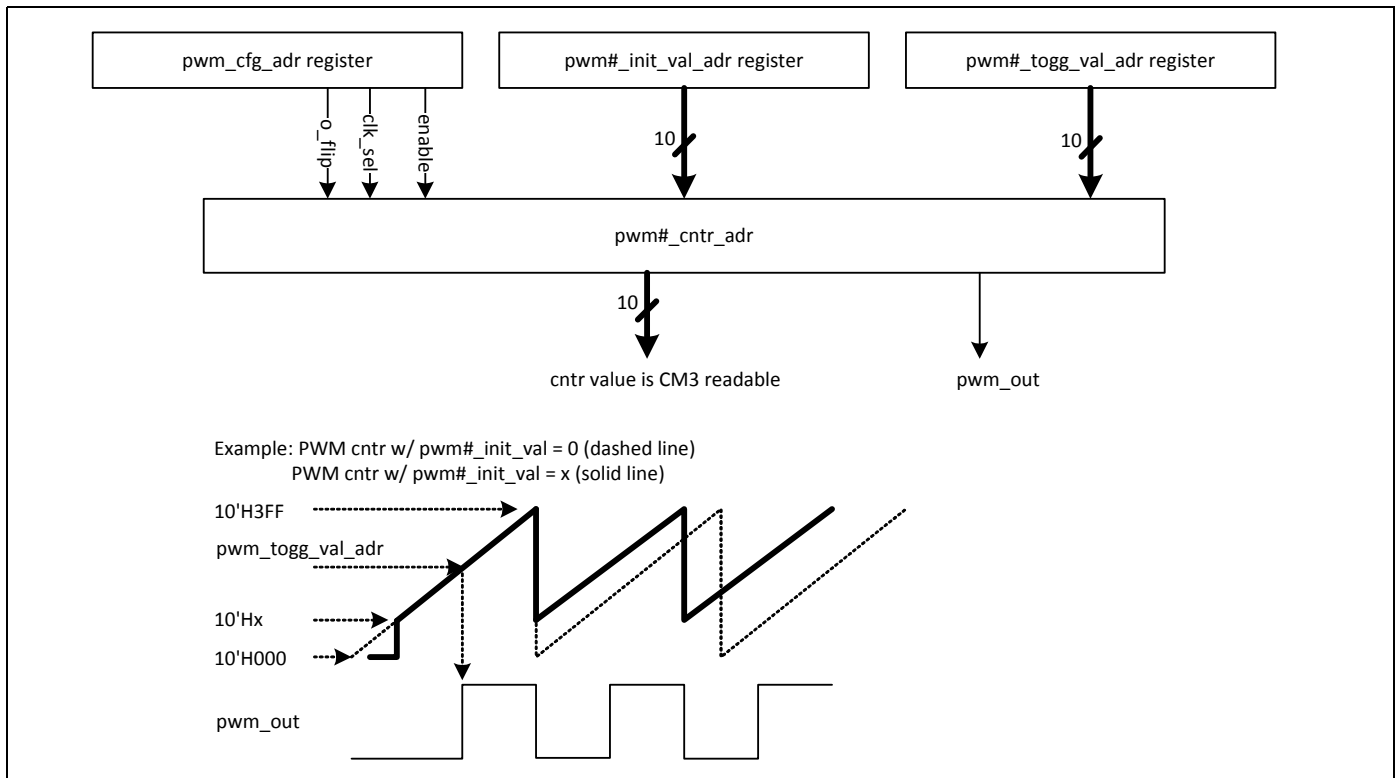 pwm_cfg_adr register
pwm#_init_val_adr register
pwm#_togg_val_adr register
o_flip
clk_sel
enable
10
10
pwm#_cntr_adr
10
cntr value is CM3 readable
pwm_out
Example: PWM cntr w/ pwm#_init_val = 0 (dashed line)
PWM cntr w/ pwm#_init_val = x (solid line)
10'H3FF
pwm_togg_val_adr
10'Hx
10'H000
pwm_out